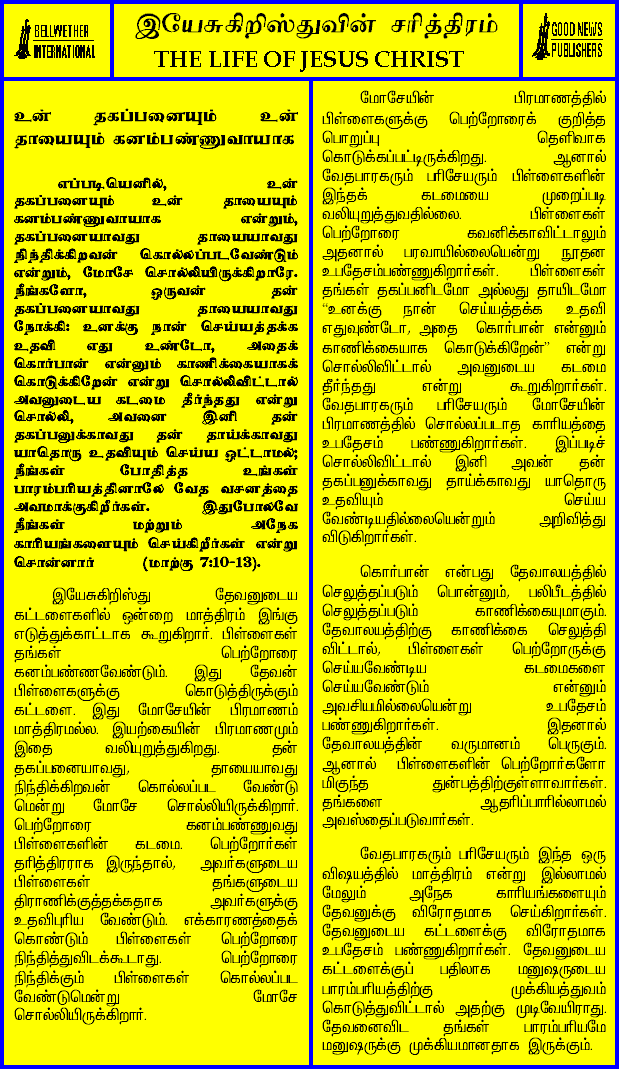 BELLWETHER
INTERNATIONAL
இயேசுகிறிஸ்துவின் சரித்திரம்
THE LIFE OF JESUS CHRIST
GOOD NEWS
PUBLISHERS
உன் தகப்பனையும் உன்
தாயையும் கனம்பண்ணுவாயாக
எப்படியெனில், உன்
தகப்பனையும் உன் தாயையும்
கனம்பண்ணுவாயாக என்றும்,
தகப்பனையாவது தாயையாவது
நிந்திக்கிறவன் கொல்லப்படவேண்டும்
என்றும், மோசே சொல்லியிருக்கிறாரே.
நீங்களோ, ஒருவன் தன்
தகப்பனையாவது தாயையாவது
நோக்கி: உனக்கு நான் செய்யத்தக்க
உதவி எது உண்டோ, அதைக்
கொர்பான் என்னும் காணிக்கையாகக்
கொடுக்கிறேன் என்று சொல்லிவிட்டால்
அவனுடைய கடமை தீர்ந்தது என்று
சொல்லி, அவனை இனி தன்
தகப்பனுக்காவது தன் தாய்க்காவது
யாதொரு உதவியும் செய்ய ஒட்டாமல்;
நீங்கள் போதித்த உங்கள்
பாரம்பரியத்தினாலே வேத வசனத்தை
அவமாக்குகிறீர்கள். இதுபோலவே
நீங்கள் மற்றும் அநேக
காரியங்களையும் செய்கிறீர்கள் என்று
சொன்னார் (மாற்கு 7:10-13).
இயேசுகிறிஸ்து தேவனுடைய
கட்டளைகளில் ஒன்றை மாத்திரம் இங்கு
எடுத்துக்காட்டாக கூறுகிறார். பிள்ளைகள்
தங்கள் பெற்றோரை
கனம்பண்ணவேண்டும். இது தேவன்
பிள்ளைகளுக்கு கொடுத்திருக்கும்
கட்டளை. இது மோசேயின் பிரமாணம்
மாத்திரமல்ல. இயற்கையின் பிரமாணமும்
இதை வலியுறுத்துகிறது. தன்
தகப்பனையாவது, தாயையாவது
நிந்திக்கிறவன் கொல்லப்பட வேண்டு
மென்று மோசே சொல்லியிருக்கிறார்.
பெற்றோரை கனம்பண்ணுவது
பிள்ளைகளின் கடமை. பெற்றோர்கள்
தரித்திரராக இருந்தால், அவர்களுடைய
பிள்ளைகள் தங்களுடைய
திராணிக்குத்தக்கதாக அவர்களுக்கு
உதவிபுரிய வேண்டும். எக்காரணத்தைக்
கொண்டும் பிள்ளைகள் பெற்றோரை
நிந்தித்துவிடக்கூடாது. பெற்றோரை
நிந்திக்கும் பிள்ளைகள் கொல்லப்பட
வேண்டுமென்று மோசே
சொல்லியிருக்கிறார்.
மோசேயின் பிரமாணத்தில்
பிள்ளைகளுக்கு பெற்றோரைக் குறித்த
பொறுப்பு தெளிவாக
கொடுக்கப்பட்டிருக்கிறது. ஆனால்
வேதபாரகரும் பரிசேயரும் பிள்ளைகளின்
இந்தக் கடமையை முறைப்படி
வலியுறுத்துவதில்லை. பிள்ளைகள்
பெற்றோரை கவனிக்காவிட்டாலும்
அதனால் பரவாயில்லையென்று நூதன
உபதேசம்பண்ணுகிறார்கள். பிள்ளைகள்
தங்கள் தகப்பனிடமோ அல்லது தாயிடமோ
“உனக்கு நான் செய்யத்தக்க உதவி
எதுவுண்டோ, அதை கொர்பான் என்னும்
காணிக்கையாக கொடுக்கிறேன்” என்று
சொல்லிவிட்டால் அவனுடைய கடமை
தீர்ந்தது என்று கூறுகிறார்கள்.
வேதபாரகரும் பரிசேயரும் மோசேயின்
பிரமாணத்தில் சொல்லப்படாத காரியத்தை
உபதேசம் பண்ணுகிறார்கள். இப்படிச்
சொல்லிவிட்டால் இனி அவன் தன்
தகப்பனுக்காவது தாய்க்காவது யாதொரு
உதவியும் செய்ய
வேண்டியதில்லையென்றும் அறிவித்து
விடுகிறார்கள்.
கொர்பான் என்பது தேவாலயத்தில்
செலுத்தப்படும் பொன்னும், பலிபீடத்தில்
செலுத்தப்படும் காணிக்கையுமாகும்.
தேவாலயத்திற்கு காணிக்கை செலுத்தி
விட்டால், பிள்ளைகள் பெற்றோருக்கு
செய்யவேண்டிய கடமைகளை
செய்யவேண்டும் என்னும்
அவசியமில்லையென்று உபதேசம்
பண்ணுகிறார்கள். இதனால்
தேவாலயத்தின் வருமானம் பெருகும்.
ஆனால் பிள்ளைகளின் பெற்றோர்களோ
மிகுந்த துன்பத்திற்குள்ளாவார்கள்.
தங்களை ஆதரிப்பாரில்லாமல்
அவஸ்தைப்படுவார்கள்.
வேதபாரகரும் பரிசேயரும் இந்த ஒரு
விஷயத்தில் மாத்திரம் என்று இல்லாமல்
மேலும் அநேக காரியங்களையும்
தேவனுக்கு விரோதமாக செய்கிறார்கள்.
தேவனுடைய கட்டளைக்கு விரோதமாக
உபதேசம் பண்ணுகிறார்கள். தேவனுடைய
கட்டளைக்குப் பதிலாக மனுஷருடைய
பாரம்பரியத்திற்கு முக்கியத்துவம்
கொடுத்துவிட்டால் அதற்கு முடிவேயிராது.
தேவனைவிட தங்கள் பாரம்பரியமே
மனுஷருக்கு முக்கியமானதாக இருக்கும்.